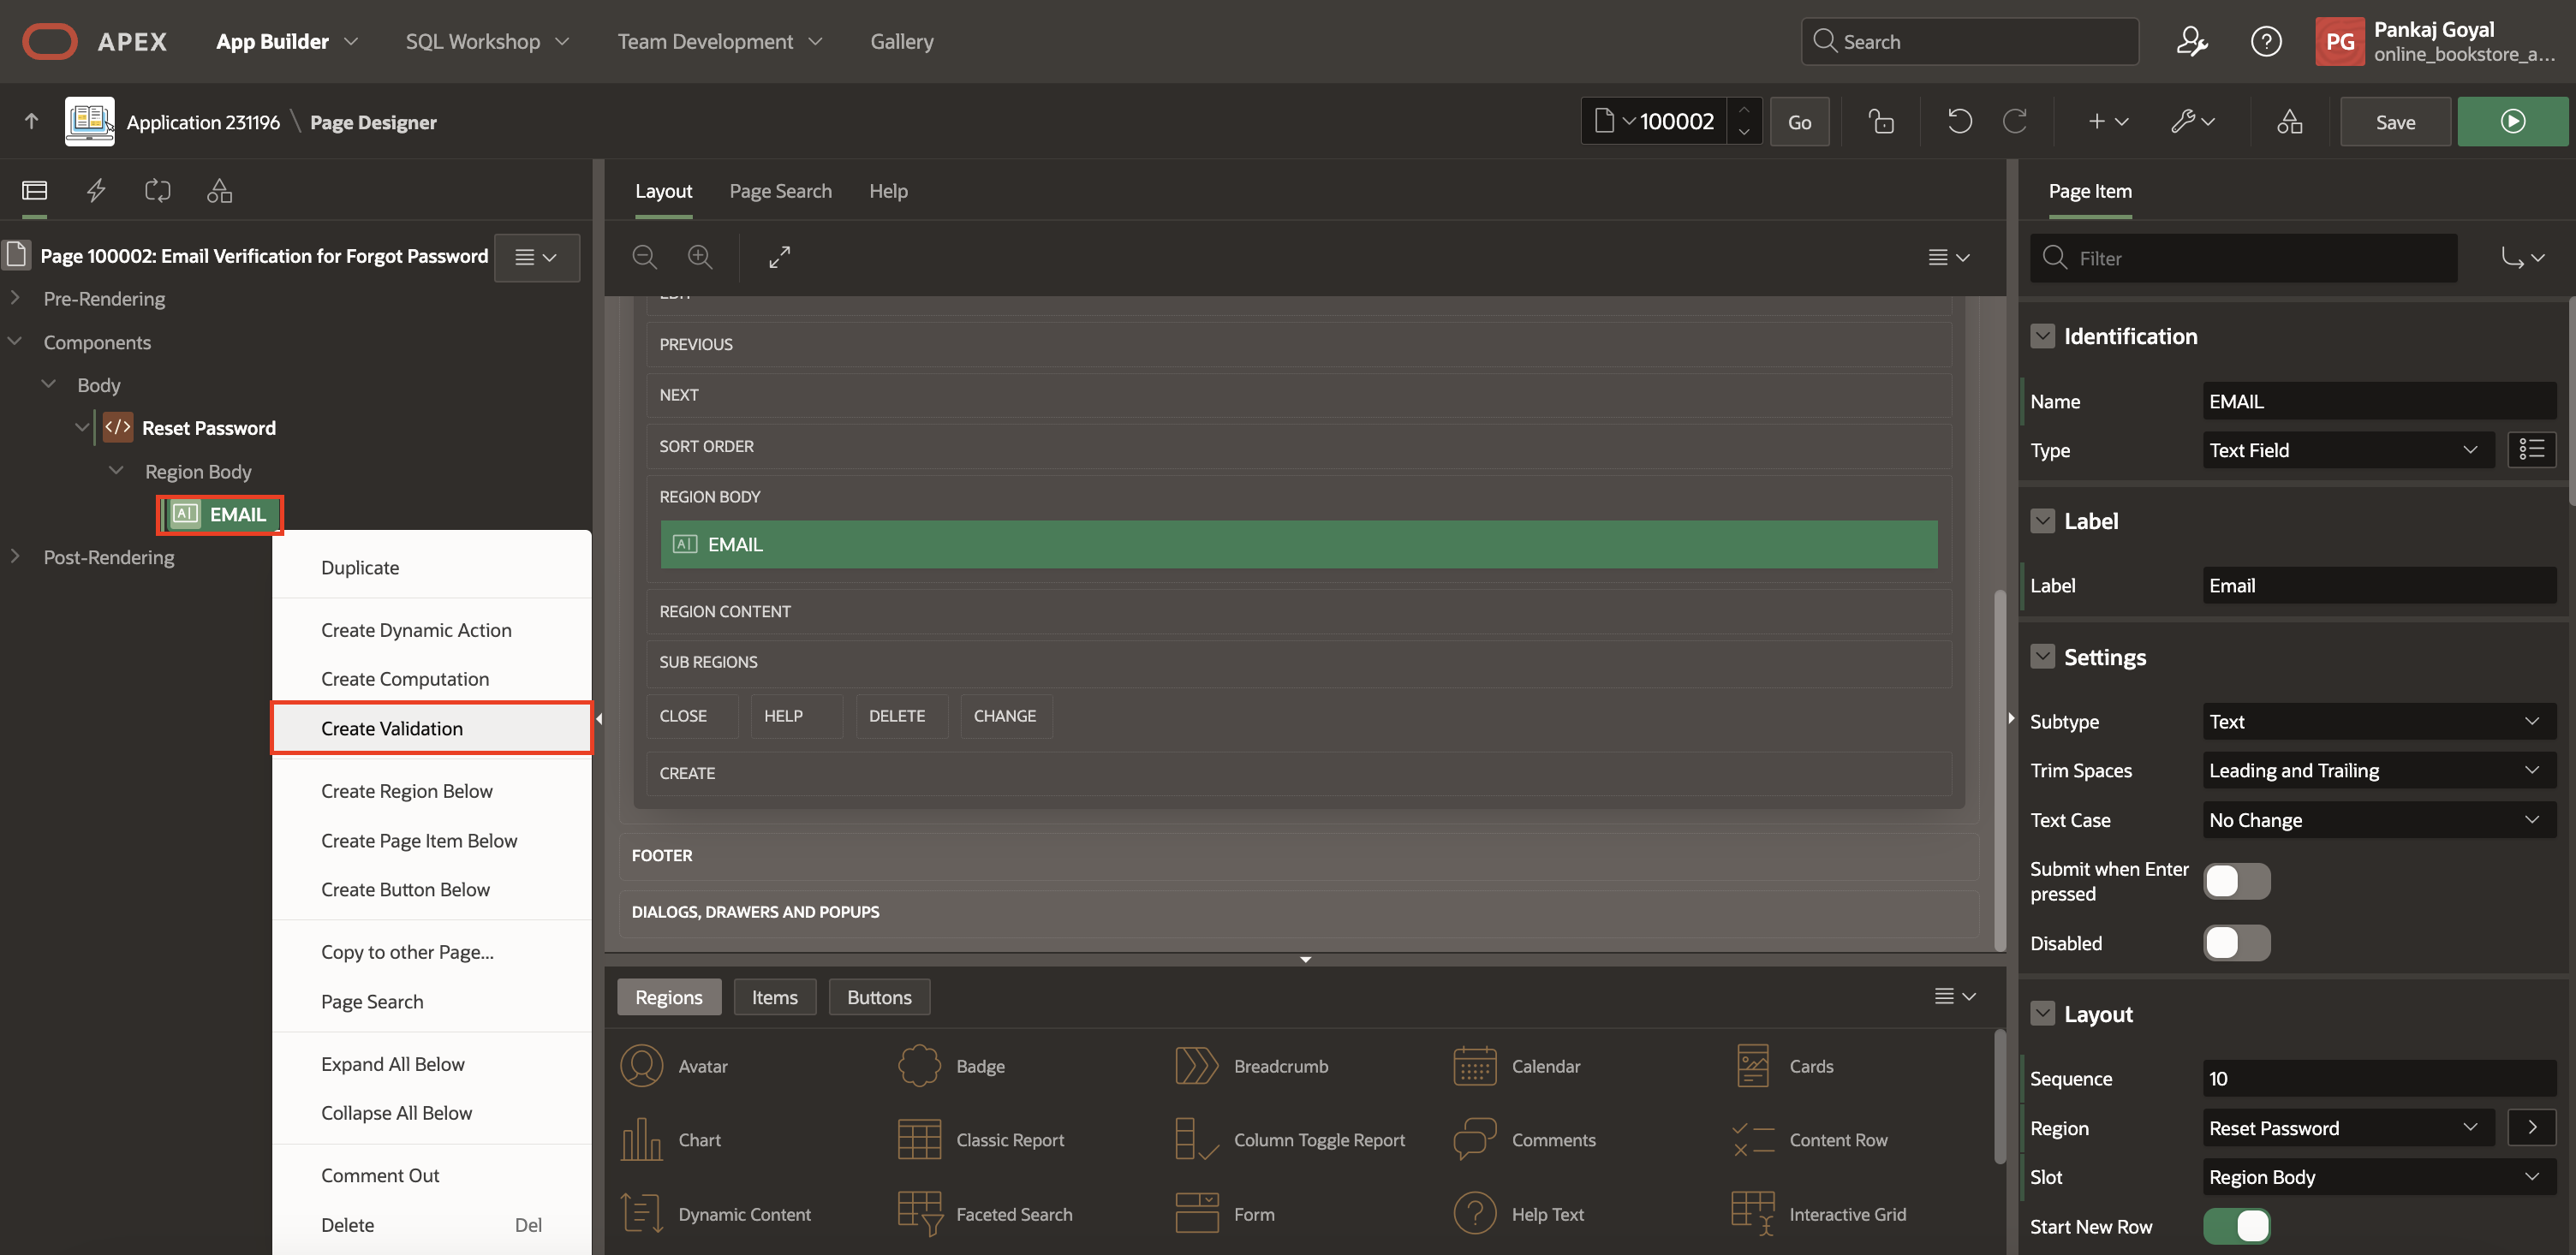 APEX App Builder SQL Workshop Team Development Gallery Search PG Pankaj Goyal
online_bookstore_a...
Application 231196 \ Page Designer 100002 Go Save
Layout Page Search Help
Page Item
Page 100002: Email Verification for Forgot Password
Pre-Rendering
Components
Body
</> Reset Password
Region Body
AI EMAIL
Post-Rendering
Duplicate
Create Dynamic Action
Create Computation
Create Validation
Create Region Below
Create Page Item Below
Create Button Below
Copy to other Page...
Page Search
Expand All Below
Collapse All Below
Comment Out
Delete Del
EDIT
PREVIOUS
NEXT
SORT ORDER
REGION BODY
AI EMAIL
REGION CONTENT
SUB REGIONS
CLOSE HELP DELETE CHANGE
CREATE
FOOTER
DIALOGS, DRAWERS AND POPUPS
Regions Items Buttons
Avatar Badge Breadcrumb Calendar Cards
Chart Classic Report Column Toggle Report Comments Content Row
Dynamic Content Faceted Search Form Help Text Interactive Grid
Filter
Identification
Name EMAIL
Type Text Field
Label
Label Email
Settings
Subtype Text
Trim Spaces Leading and Trailing
Text Case No Change
Submit when Enter
pressed
Disabled
Layout
Sequence 10
Region Reset Password
Slot Region Body
Start New Row